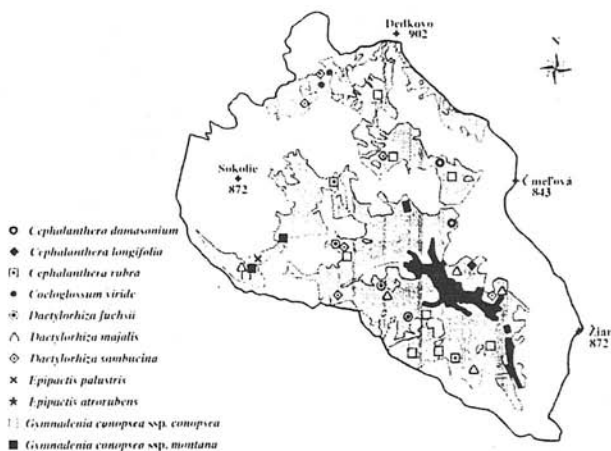 Dedkovo
902
N
Sokolie
872
Čmeľová
843
Žiar
872
Cephalanthera damasonium
Cephalanthera longifolia
Cephalanthera rubra
Coeloglossum viride
Dactylorhiza fuchsii
Dactylorhiza majalis
Dactylorhiza sambucina
Epipactis palustris
Epipactis atrorubens
Gymnadenia conopsea ssp. conopsea
Gymnadenia conopsea ssp. montana